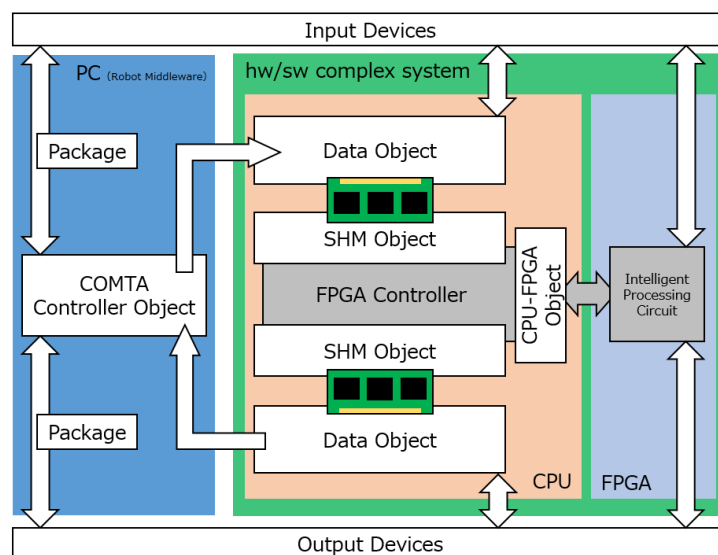 Input Devices
PC (Robot Middleware)
hw/sw complex system
Package
Data Object
SHM Object
COMTA
Controller Object
FPGA Controller
CPU-FPGA
Object
Intelligent
Processing
Circuit
SHM Object
Package
Data Object
CPU
FPGA
Output Devices